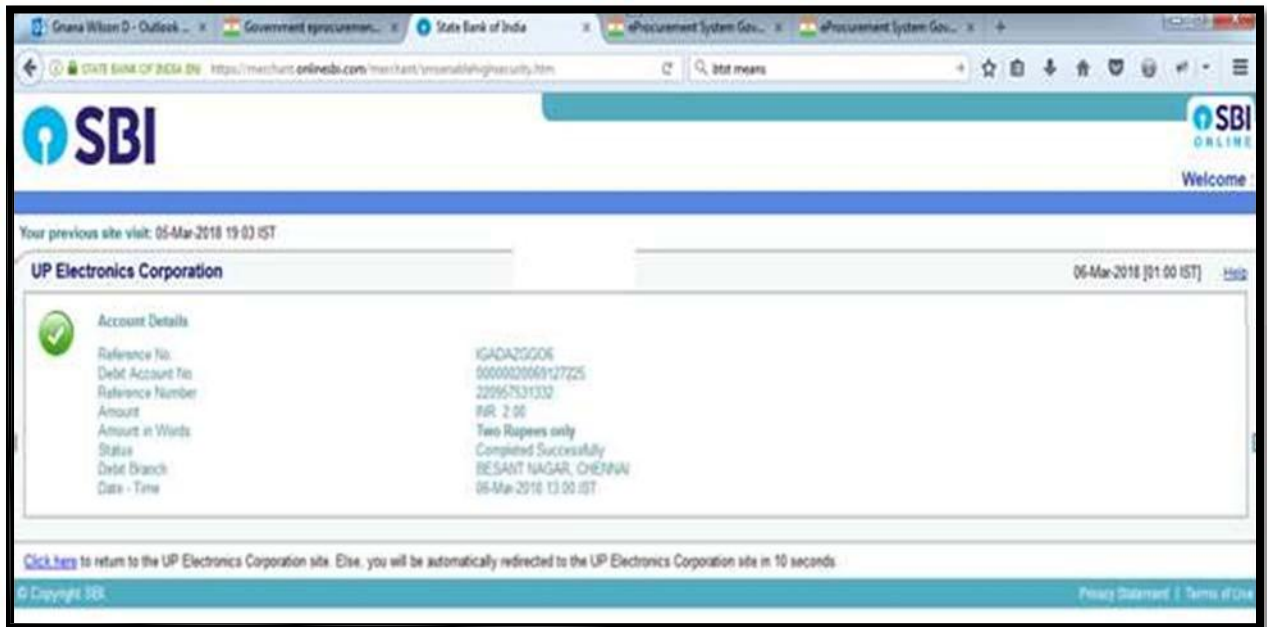 Gnana Wilson D - Outlook ... × Government eprocuremen... × State Bank of India × eProcurement System Gov... × eProcurement System Gov... × +
STATE BANK OF INDIA (IN) https://merchant.onlinesbi.com/merchant/ btst means
SBI
SBI
ONLINE
Welcome :
Your previous site visit: 05-Mar-2018 19:03 IST
UP Electronics Corporation 06-Mar-2018 [01:00 IST] Help
Account Details
Reference No. IGADAZGGO6
Debit Account No. 00000020069127225
Reference Number 220957531332
Amount INR 2.00
Amount in Words Two Rupees only
Status Completed Successfully
Debit Branch BESANT NAGAR, CHENNAI
Date - Time 06-Mar-2018 13:00 IST
Click here to return to the UP Electronics Corporation site. Else, you will be automatically redirected to the UP Electronics Corporation site in 10 seconds
© Copyright SBI Privacy Statement | Terms of Use